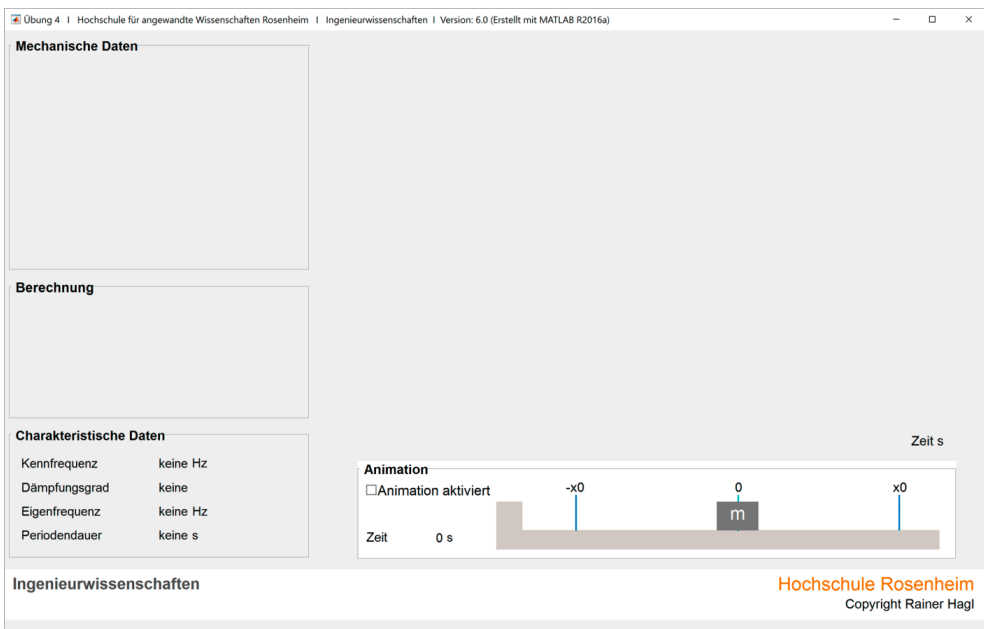 Übung 4 I Hochschule für angewandte Wissenschaften Rosenheim I Ingenieurwissenschaften I Version: 6.0 (Erstellt mit MATLAB R2016a)
Mechanische Daten
Berechnung
Charakteristische Daten
Kennfrequenz keine Hz
Dämpfungsgrad keine
Eigenfrequenz keine Hz
Periodendauer keine s
Zeit s
Animation
Animation aktiviert
-x0 0 x0
m
Zeit 0 s
Ingenieurwissenschaften
Hochschule Rosenheim
Copyright Rainer Hagl